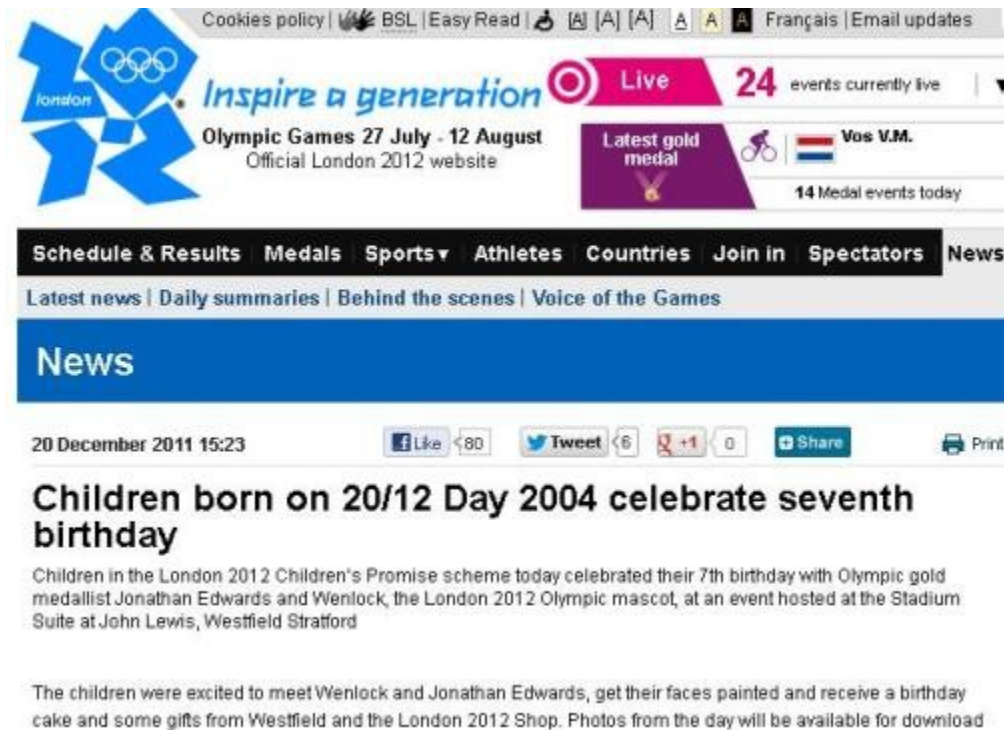 Cookies policy | BSL | Easy Read | [A] [A] [A] A A A Français | Email updates
london
Inspire a generation
Olympic Games 27 July - 12 August
Official London 2012 website
Live
24 events currently live
Latest gold
medal
Vos V.M.
14 Medal events today
Schedule & Results Medals Sports▾ Athletes Countries Join in Spectators News
Latest news | Daily summaries | Behind the scenes | Voice of the Games
News
20 December 2011 15:23 Like 80 Tweet 6 +1 0 Share Print
Children born on 20/12 Day 2004 celebrate seventh
birthday
Children in the London 2012 Children's Promise scheme today celebrated their 7th birthday with Olympic gold
medallist Jonathan Edwards and Wenlock, the London 2012 Olympic mascot, at an event hosted at the Stadium
Suite at John Lewis, Westfield Stratford
The children were excited to meet Wenlock and Jonathan Edwards, get their faces painted and receive a birthday
cake and some gifts from Westfield and the London 2012 Shop. Photos from the day will be available for download